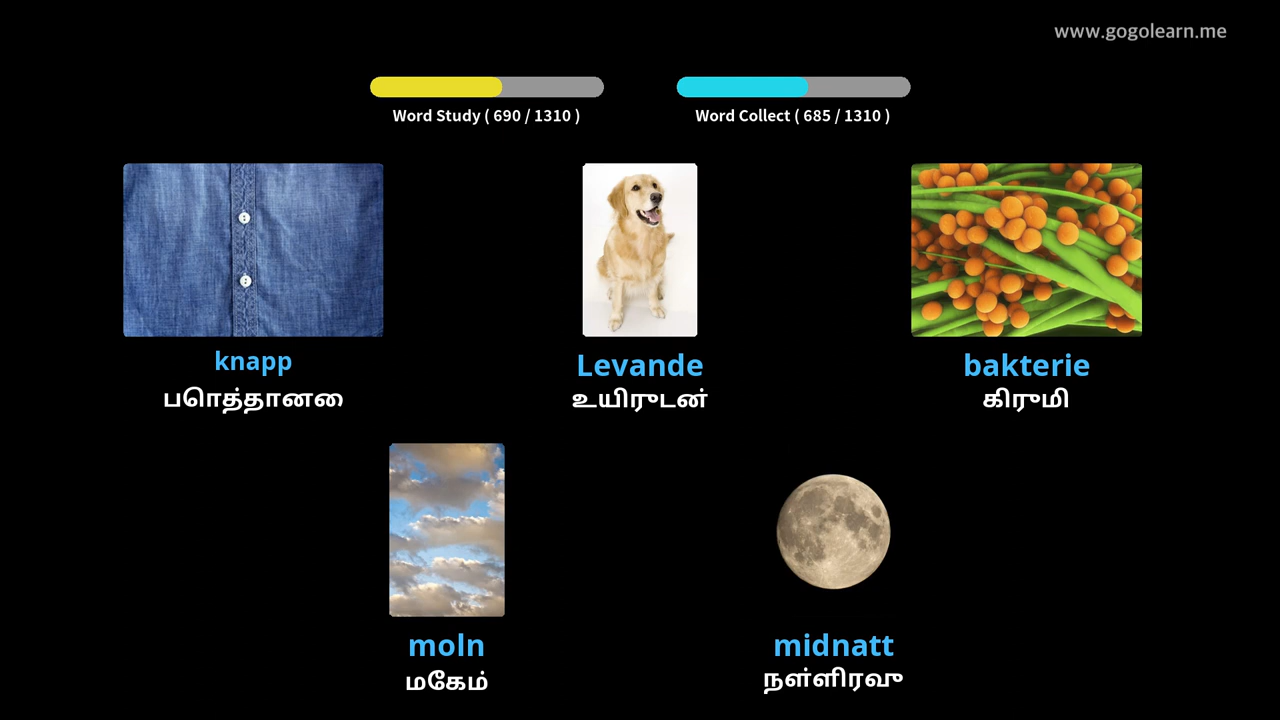 www.gogolearn.me
Word Study ( 690 / 1310 )
Word Collect ( 685 / 1310 )
knapp
பொத்தானை
Levande
உயிருடன்
bakterie
கிருமி
moln
மேகம்
midnatt
நள்ளிரவு